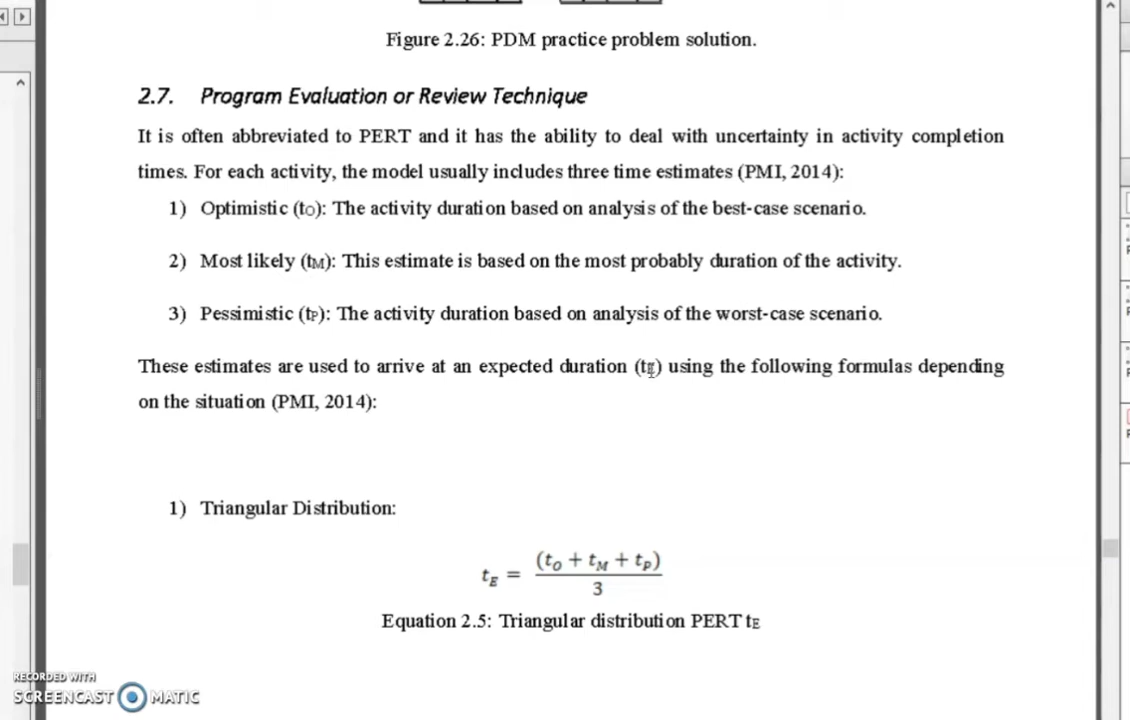 Figure 2.26: PDM practice problem solution.
2.7. Program Evaluation or Review Technique
It is often abbreviated to PERT and it has the ability to deal with uncertainty in activity completion
times. For each activity, the model usually includes three time estimates (PMI, 2014):
1) Optimistic (tO): The activity duration based on analysis of the best-case scenario.
2) Most likely (tM): This estimate is based on the most probably duration of the activity.
3) Pessimistic (tP): The activity duration based on analysis of the worst-case scenario.
These estimates are used to arrive at an expected duration (tE) using the following formulas depending
on the situation (PMI, 2014):
1) Triangular Distribution:
tE = (tO + tM + tP) / 3
Equation 2.5: Triangular distribution PERT tE
RECORDED WITH
SCREENCAST MATIC